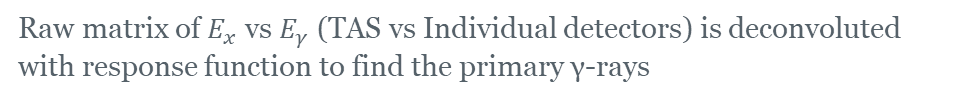 Raw matrix of Eₓ vs Eᵧ (TAS vs Individual detectors) is deconvoluted
with response function to find the primary γ-rays